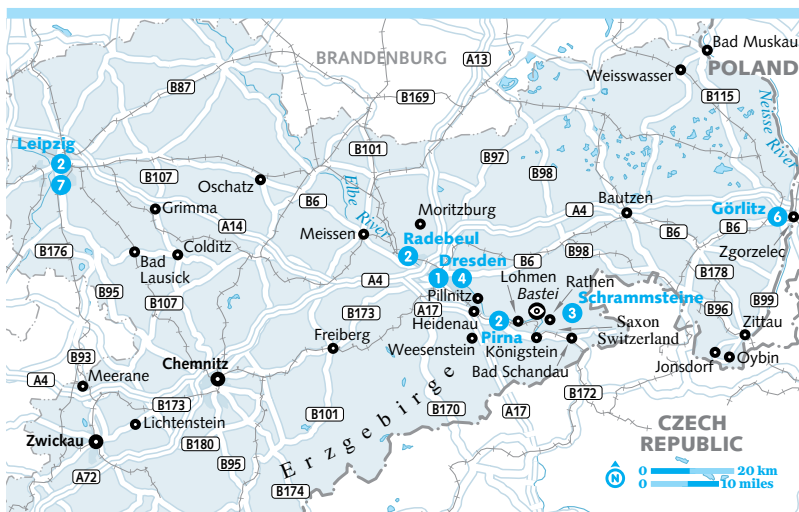 Bad Muskau
BRANDENBURG
A13
POLAND
Weisswasser
B87
B169
B115
Neisse River
Leipzig
2
7
B101
B97
B107
Oschatz
B98
Elbe River
B6
Grimma
A14
Moritzburg
A4
Bautzen
Görlitz
6
Meissen
Radebeul
2
B6
B6
B176
Bad
Lausick
Colditz
Dresden
1
4
B6
B98
Zgorzelec
A4
Lohmen
Rathen
B178
Pillnitz
Bastei
Schrammsteine
B95
B107
B173
A17
2
3
B99
Heidenau
Pirna
Saxon
Switzerland
B96
Zittau
Freiberg
Weesenstein
Königstein
B93
Chemnitz
Bad Schandau
Jonsdorf
Oybin
A4
Meerane
B172
B173
Lichtenstein
B101
B170
A17
Erzgebirge
CZECH
REPUBLIC
Zwickau
B180
B95
A72
B174
N
0
20 km
0
10 miles